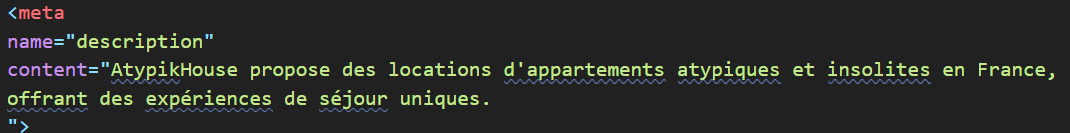 <meta
name="description"
content="AtypikHouse propose des locations d'appartements atypiques et insolites en France,
offrant des expériences de séjour uniques.
">